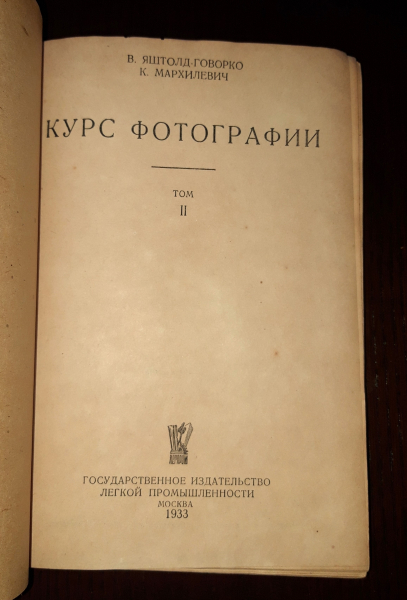 В. ЯШТОЛД-ГОВОРКО
К. МАРХИЛЕВИЧ
КУРС ФОТОГРАФИИ
ТОМ
II
ГОСУДАРСТВЕННОЕ ИЗДАТЕЛЬСТВО
ЛЕГКОЙ ПРОМЫШЛЕННОСТИ
МОСКВА
1933